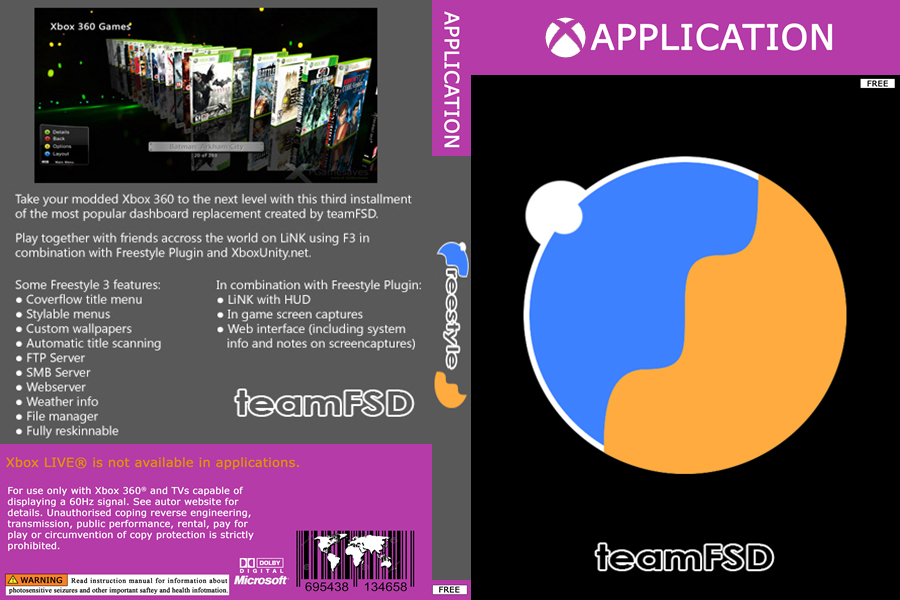 Xbox 360 Games
Details
Back
Options
Layout
Main Menu
Batman: Arkham City
20 of 293
Take your modded Xbox 360 to the next level with this third installment
of the most popular dashboard replacement created by teamFSD.
Play together with friends accross the world on LiNK using F3 in
combination with Freestyle Plugin and XboxUnity.net.
Some Freestyle 3 features:
● Coverflow title menu
● Stylable menus
● Custom wallpapers
● Automatic title scanning
● FTP Server
● SMB Server
● Webserver
● Weather info
● File manager
● Fully reskinnable
In combination with Freestyle Plugin:
● LiNK with HUD
● In game screen captures
● Web interface (including system
info and notes on screencaptures)
teamFSD
Xbox LIVE® is not available in applications.
For use only with Xbox 360® and TVs capable of
displaying a 60Hz signal. See autor website for
details. Unauthorised coping reverse engineering,
transmission, public performance, rental, pay for
play or circumvention of copy protection is strictly
prohibited.
WARNING Read instruction manual for information about
photosensitive seizures and other important saftey and health infotmation.
DOLBY
DIGITAL
Microsoft
695438 134658
APPLICATION
freestyle
FREE
APPLICATION
FREE
teamFSD